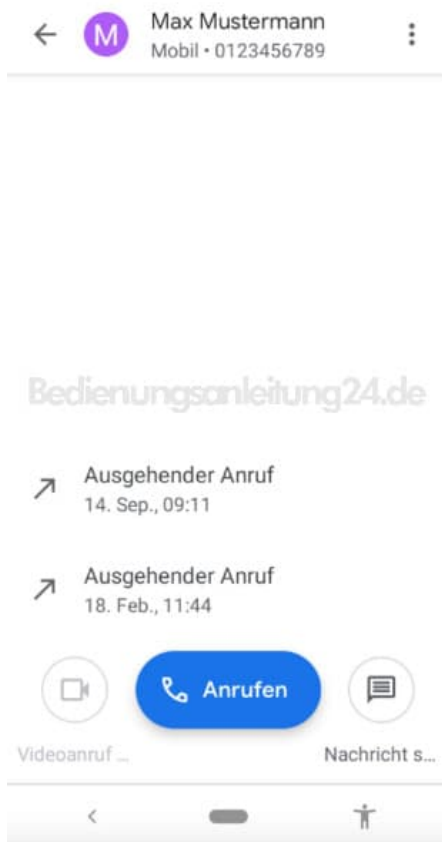 M
Max Mustermann
Mobil • 0123456789
Bedienungsanleitung24.de
Ausgehender Anruf
14. Sep., 09:11
Ausgehender Anruf
18. Feb., 11:44
Anrufen
Videoanruf ...
Nachricht s...